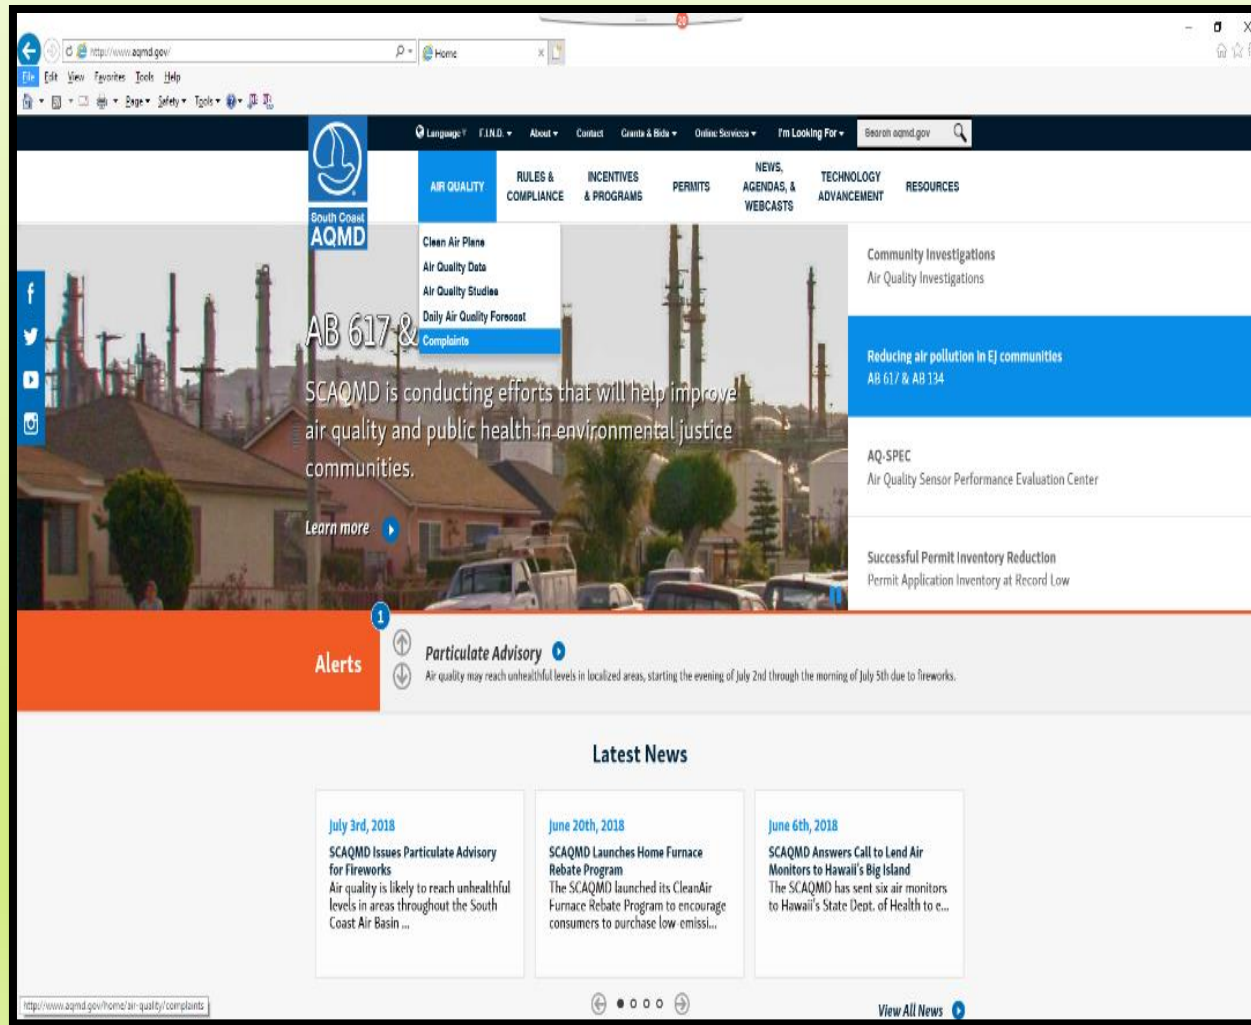 20
http://www.aqmd.gov/
Home
File Edit View Favorites Tools Help
Page Safety Tools
Language F.I.N.D. About Contact Grants & Bids Online Services I'm Looking For Search aqmd.gov
South Coast
AQMD
AIR QUALITY
RULES &
COMPLIANCE
INCENTIVES
& PROGRAMS
PERMITS
NEWS,
AGENDAS, &
WEBCASTS
TECHNOLOGY
ADVANCEMENT
RESOURCES
Clean Air Plans
Air Quality Data
Air Quality Studies
Daily Air Quality Forecast
Complaints
AB 617 &
SCAQMD is conducting efforts that will help improve
air quality and public health in environmental justice
communities.
Learn more
Community Investigations
Air Quality Investigations
Reducing air pollution in EJ communities
AB 617 & AB 134
AQ-SPEC
Air Quality Sensor Performance Evaluation Center
Successful Permit Inventory Reduction
Permit Application Inventory at Record Low
1
Alerts
Particulate Advisory
Air quality may reach unhealthful levels in localized areas, starting the evening of July 2nd through the morning of July 5th due to fireworks.
Latest News
July 3rd, 2018
SCAQMD Issues Particulate Advisory
for Fireworks
Air quality is likely to reach unhealthful
levels in areas throughout the South
Coast Air Basin ...
June 20th, 2018
SCAQMD Launches Home Furnace
Rebate Program
The SCAQMD launched its CleanAir
Furnace Rebate Program to encourage
consumers to purchase low-emissi...
June 6th, 2018
SCAQMD Answers Call to Lend Air
Monitors to Hawaii's Big Island
The SCAQMD has sent six air monitors
to Hawaii's State Dept. of Health to e...
View All News
http://www.aqmd.gov/home/air-quality/complaints